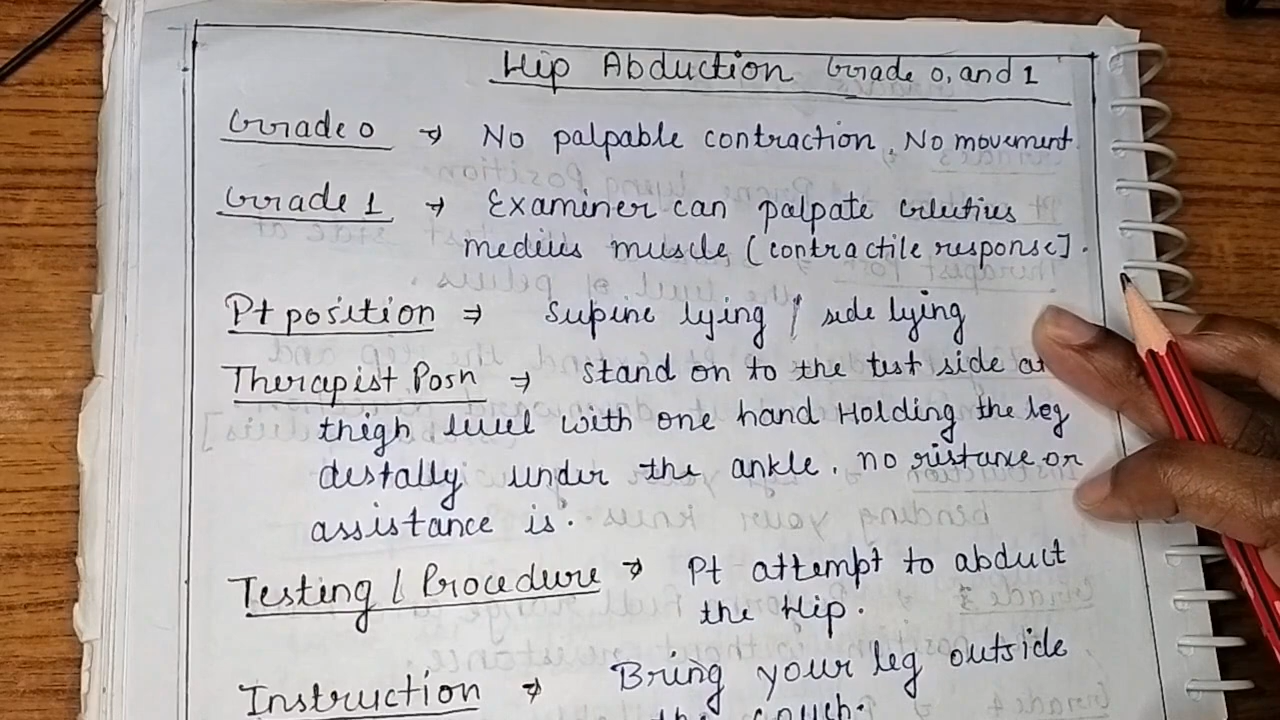 Hip Abduction Grade 0, and 1
Grade 0 → No palpable contraction, No movement.
Grade 1 → Examiner can palpate Glutius
medius muscle (contractile response].
Pt position ⇒ Supine lying / side lying
Therapist Posn → Stand on to the test side at
thigh level with one hand Holding the leg
distally under the ankle. no ristance or
assistance is.
Testing / Procedure → Pt attempt to abduct
the Hip.
Instruction → Bring your leg outside
the couch.